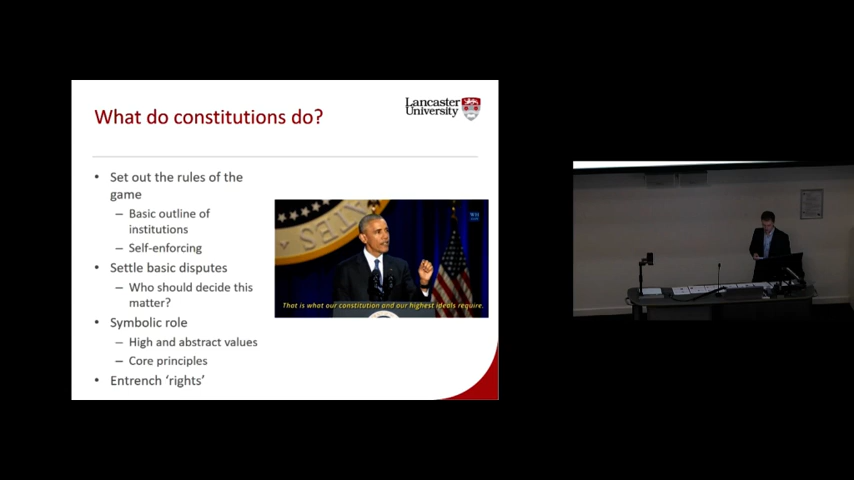 What do constitutions do?
Lancaster
University
• Set out the rules of the
game
– Basic outline of
institutions
– Self-enforcing
• Settle basic disputes
– Who should decide this
matter?
• Symbolic role
– High and abstract values
– Core principles
• Entrench ‘rights’
That is what our constitution and our highest ideals require.